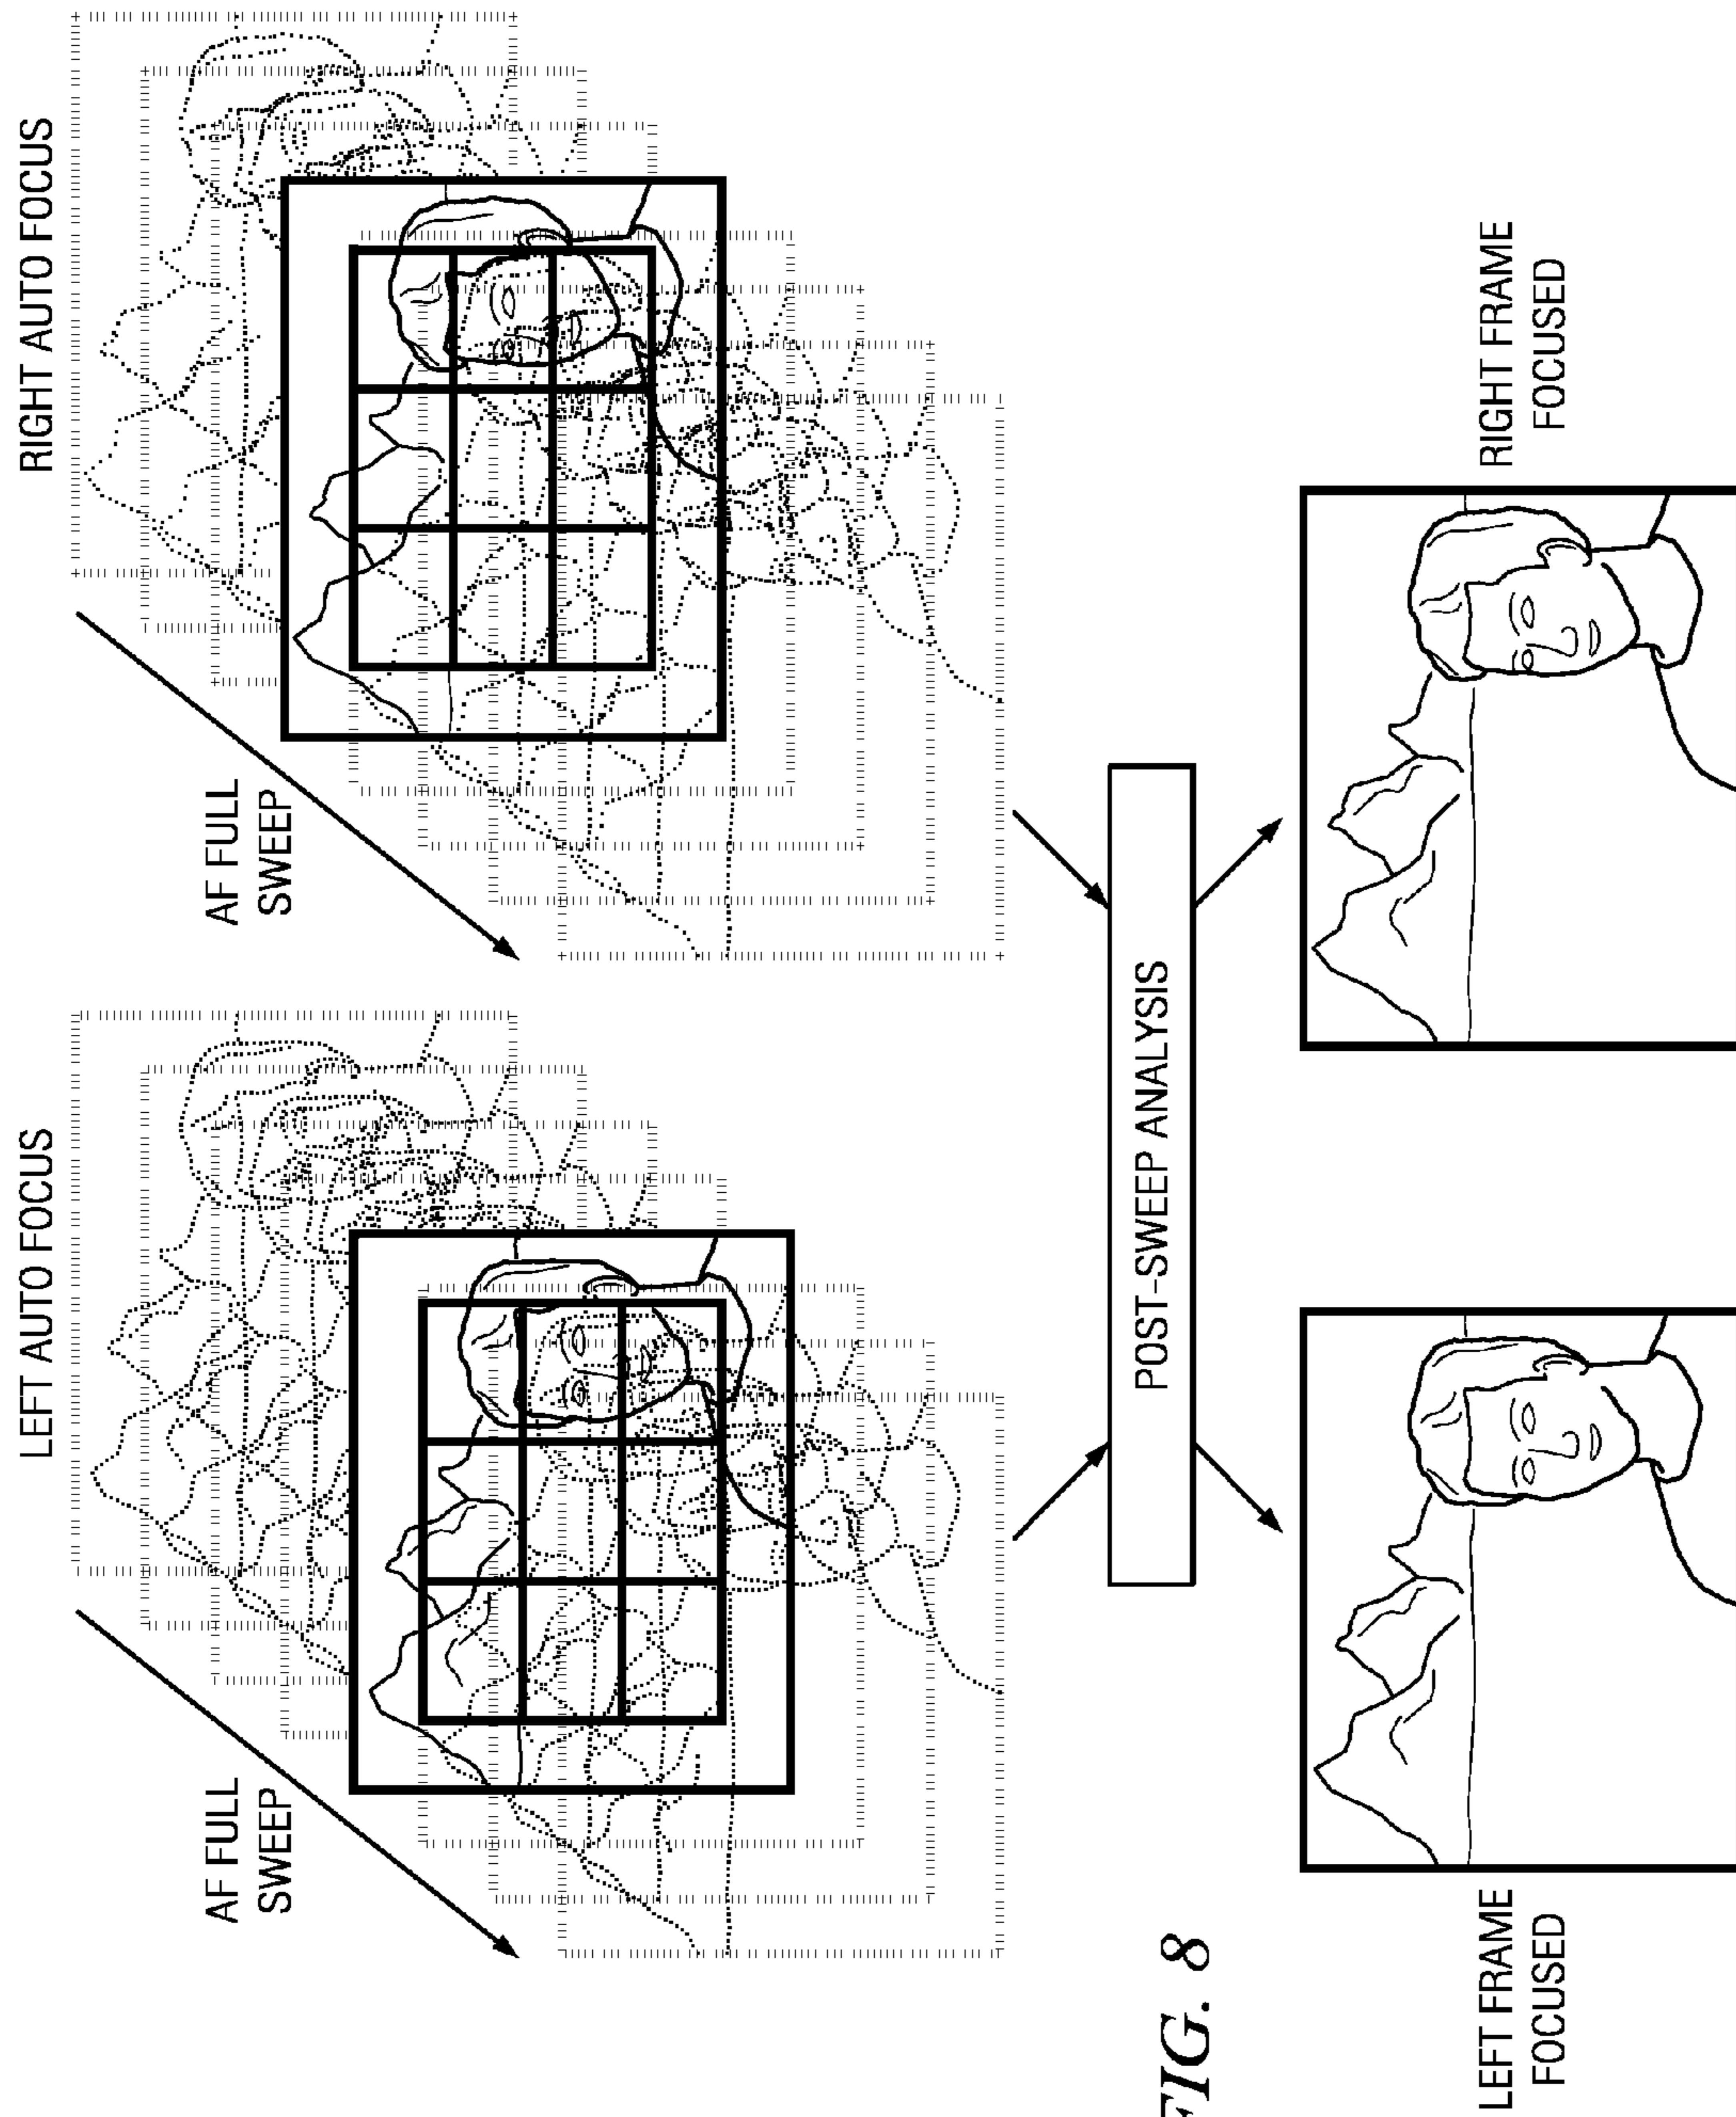 LEFT AUTO FOCUS
RIGHT AUTO FOCUS
AF FULL
SWEEP
AF FULL
SWEEP
POST-SWEEP ANALYSIS
FIG. 8
LEFT FRAME
FOCUSED
RIGHT FRAME
FOCUSED